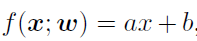 f(x; w) = ax + b,